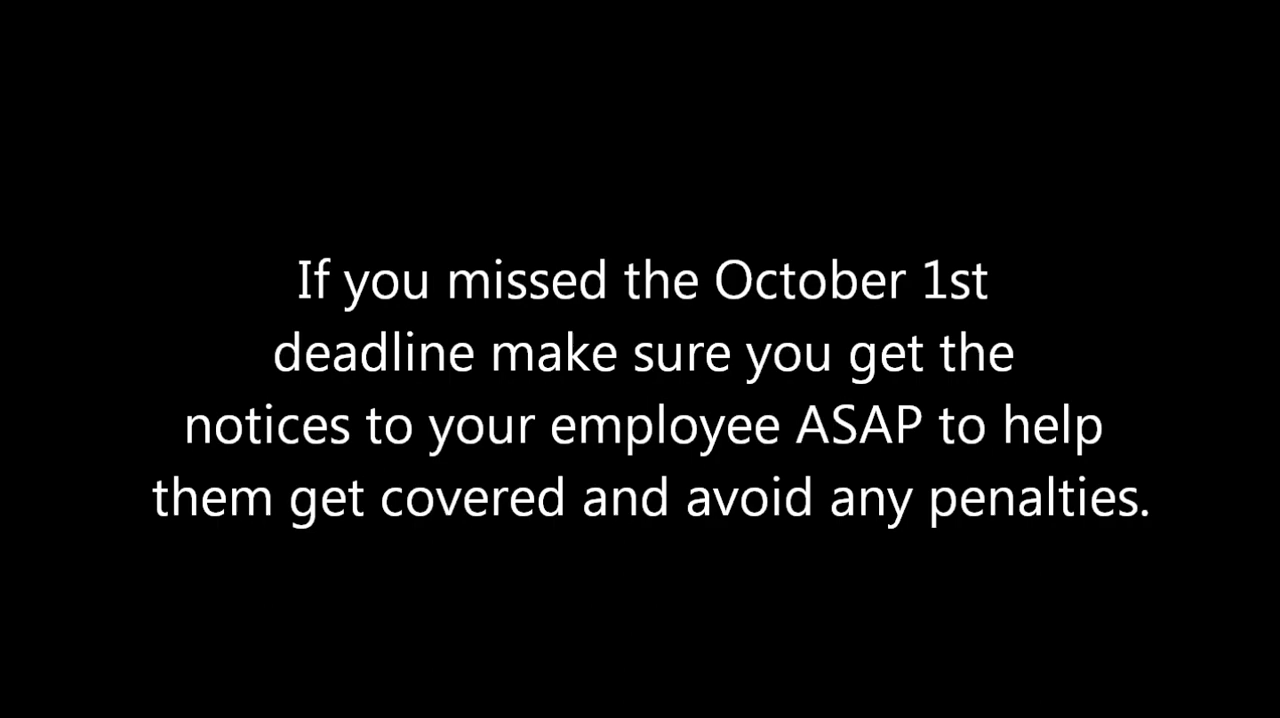 If you missed the October 1st
deadline make sure you get the
notices to your employee ASAP to help
them get covered and avoid any penalties.